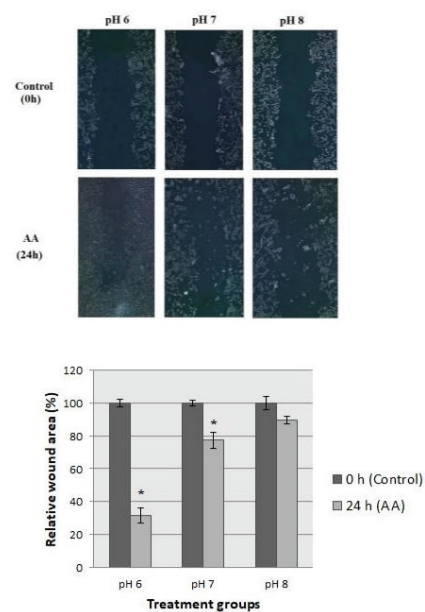 pH 6 pH 7 pH 8
Control
(0h)
AA
(24h)
120
100
80
60
40
20
0
Relative wound area (%)
*
*
pH 6 pH 7 pH 8
Treatment groups
0 h (Control)
24 h (AA)